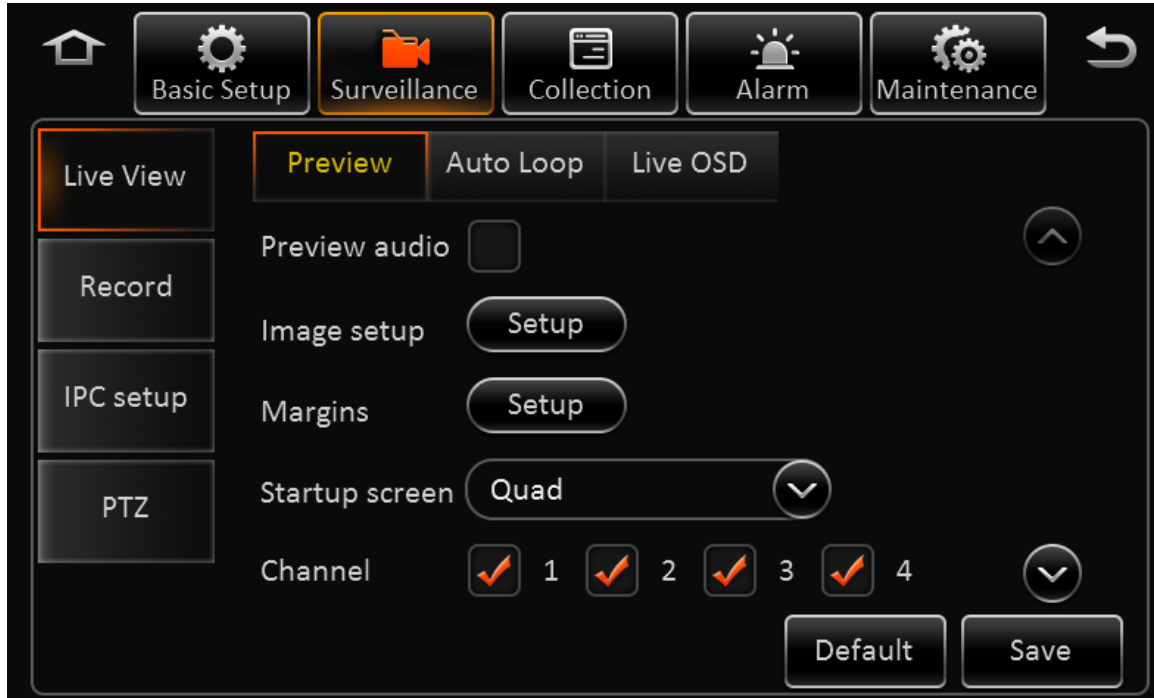 Basic Setup
Surveillance
Collection
Alarm
Maintenance
Live View
Record
IPC setup
PTZ
Preview
Auto Loop
Live OSD
Preview audio
Image setup
Setup
Margins
Setup
Startup screen
Quad
Channel
1
2
3
4
Default
Save